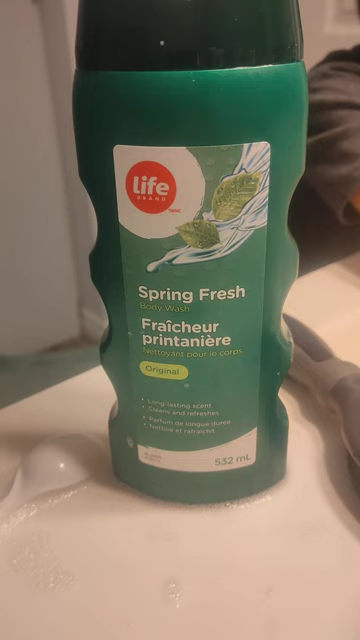 life
BRAND
Spring Fresh
Body Wash
Fraîcheur
printanière
Nettoyant pour le corps
Original
• Long-lasting scent
• Cleans and refreshes
• Parfum de longue durée
• Nettoie et rafraîchit
532 mL